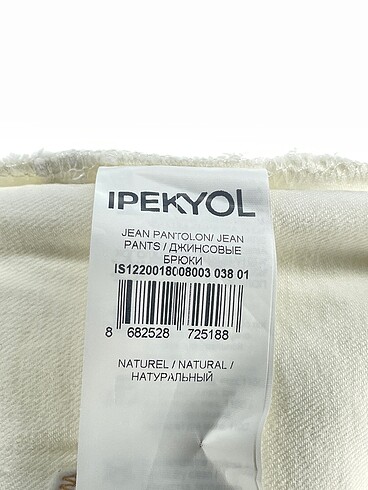 IPEKYOL
JEAN PANTOLON/ JEAN
PANTS / ДЖИНСОВЫЕ
БРЮКИ
IS1220018008003 038 01
8 682528 725188
NATUREL / NATURAL /
НАТУРАЛЬНЫЙ